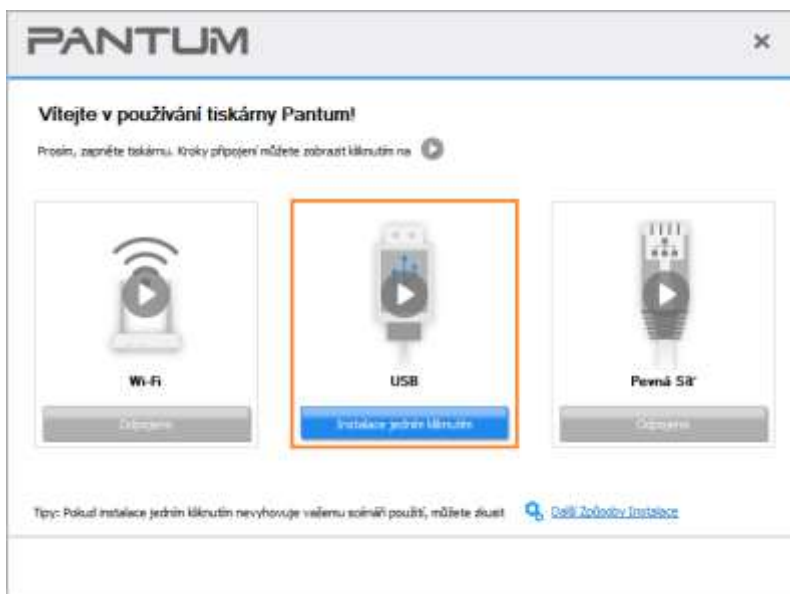 PANTUM
Vítejte v používání tiskárny Pantum!
Prosím, zapněte tiskárnu. Kroky připojení můžete zobrazit kliknutím na
Wi-Fi
USB
Pevná Síť
Odpojeno
Instalace jedním kliknutím
Odpojeno
Tipy: Pokud instalace jedním kliknutím nevyhovuje vašemu scénáři použití, můžete zkusit
Další Způsoby Instalace